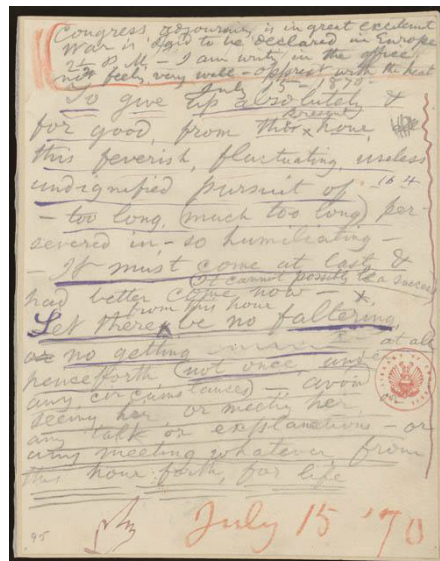 Congress adjourning is in great excitement
War is said to be declared in Europe
2 P M — I am writing in the office
not feeling very well — opprest with the heat
July 15 — 1870 —
To give up absolutely &
for good, from this present hour,
this feverish, fluctuating, useless
undignified pursuit of 16.4
— too long, (much too long) per-
severed in, — so humiliating —
— It must come at last &
had better come now —
(It cannot possibly be a success)
Let there from this hour be no faltering,
no getting at all
henceforth, (not once, under
any circumstances) — avoid
seeing her, or meeting her,
any talk or explanations — or
any meeting whatever, from
this hour forth, for life
July 15 '70
95